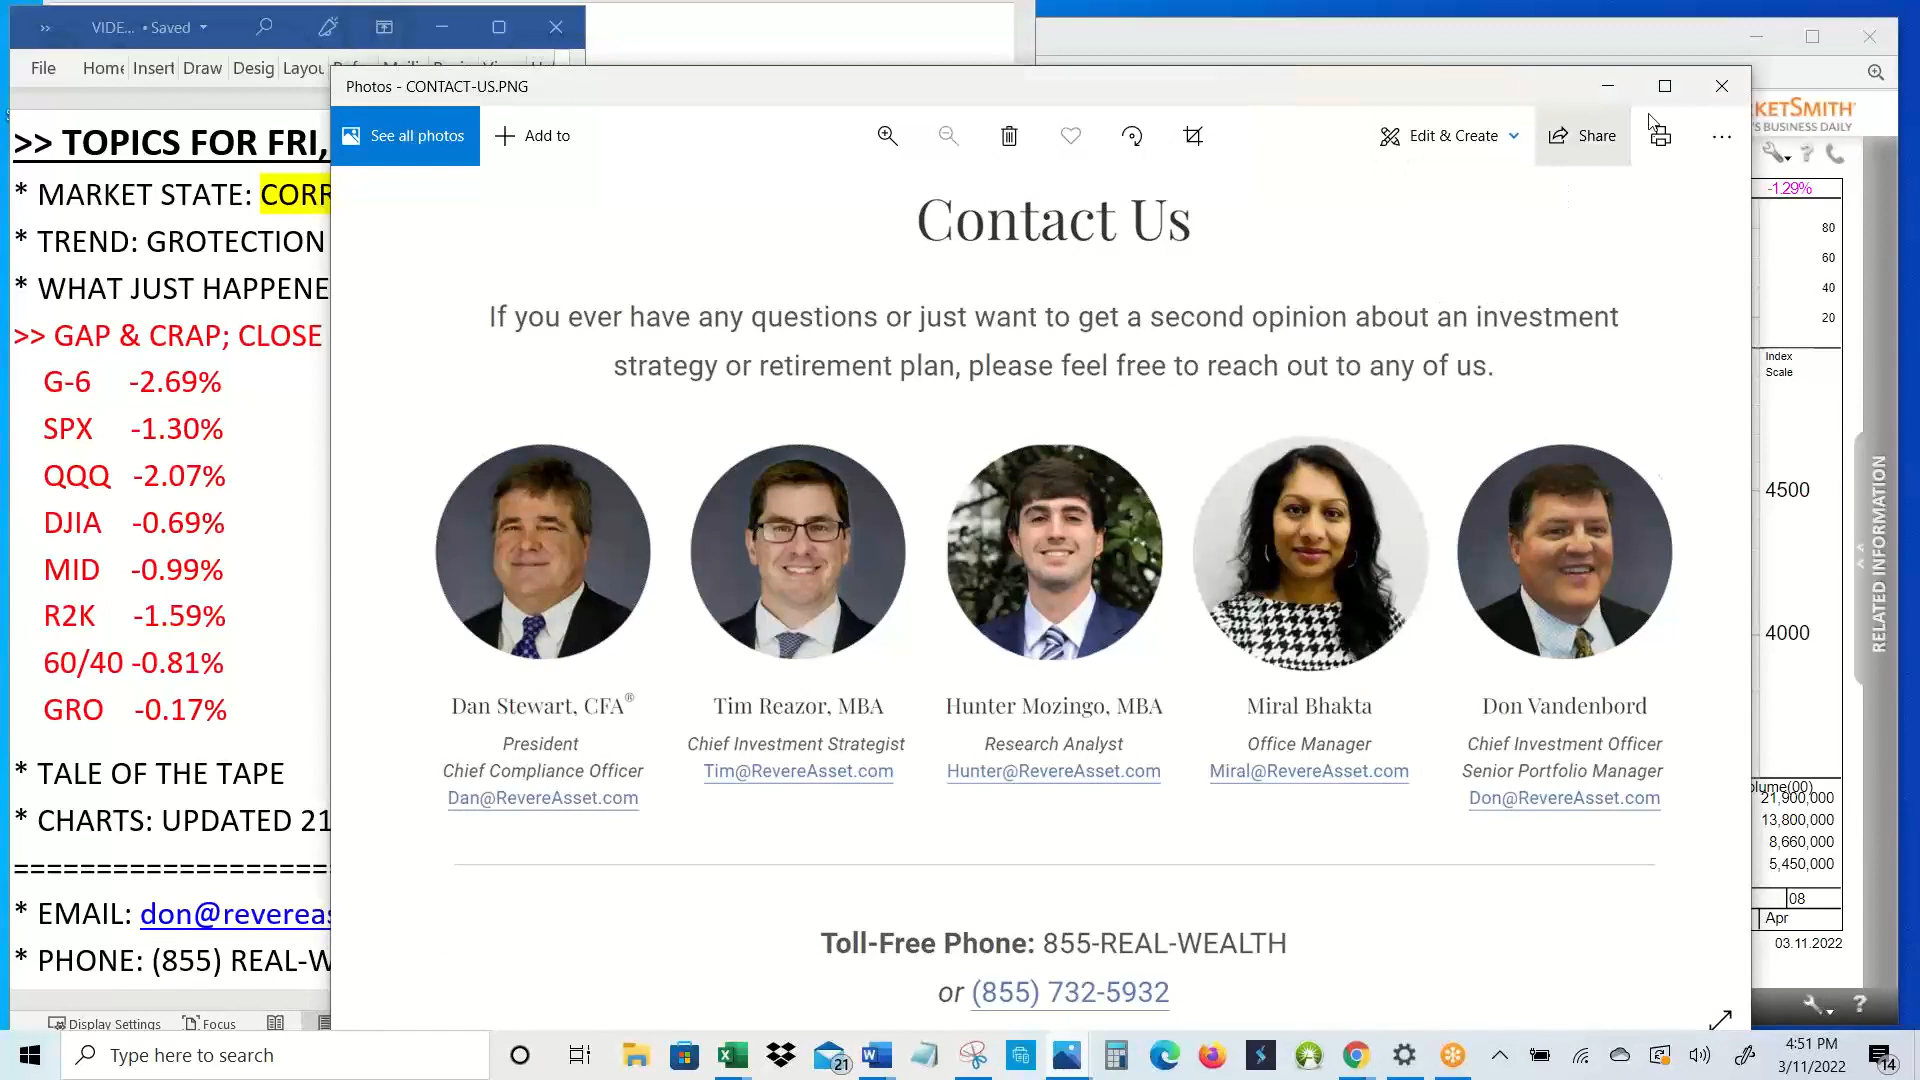 VIDE... • Saved
File Home Insert Draw Desig Layou
>> TOPICS FOR FRI,
* MARKET STATE: CORR
* TREND: GROTECTION
* WHAT JUST HAPPENE
>> GAP & CRAP; CLOSE
G-6 -2.69%
SPX -1.30%
QQQ -2.07%
DJIA -0.69%
MID -0.99%
R2K -1.59%
60/40 -0.81%
GRO -0.17%
* TALE OF THE TAPE
* CHARTS: UPDATED 21
* EMAIL: don@évereas
* PHONE: (855) REAL-W
Display Settings Focus
Photos - CONTACT-US.PNG
See all photos
Add to
Edit & Create
Share
Contact Us
If you ever have any questions or just want to get a second opinion about an investment
strategy or retirement plan, please feel free to reach out to any of us.
Dan Stewart, CFA®
President
Chief Compliance Officer
Dan@RevereAsset.com
Tim Reazor, MBA
Chief Investment Strategist
Tim@RevereAsset.com
Hunter Mozingo, MBA
Research Analyst
Hunter@RevereAsset.com
Miral Bhakta
Office Manager
Miral@RevereAsset.com
Don Vandenbord
Chief Investment Officer
Senior Portfolio Manager
Don@RevereAsset.com
Toll-Free Phone: 855-REAL-WEALTH
or (855) 732-5932
KETSMITH
'S BUSINESS DAILY
-1.29%
80
60
40
20
Index
Scale
4500
4000
RELATED INFORMATION
olume(00)
21,900,000
13,800,000
8,660,000
5,450,000
08
Apr
03.11.2022
Type here to search
21
4:51 PM
3/11/2022
14